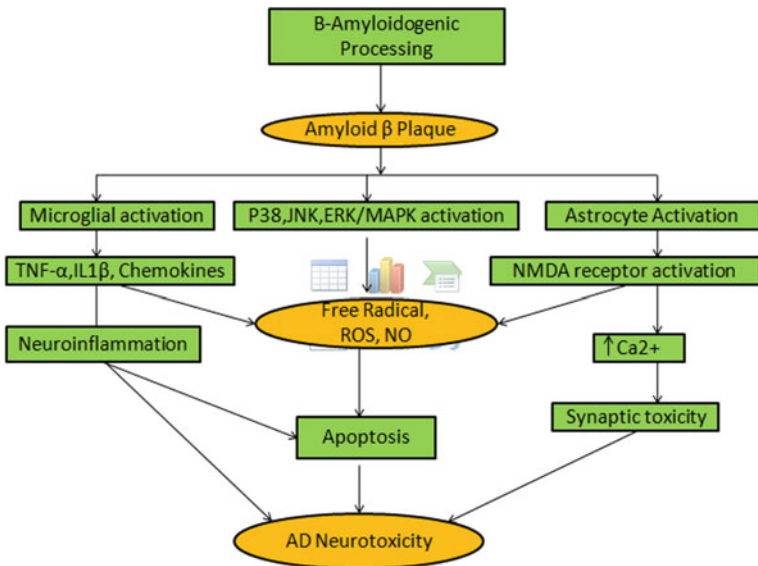 B-Amyloidogenic
Processing
Amyloid β Plaque
Microglial activation
P38,JNK,ERK/MAPK activation
Astrocyte Activation
TNF-α,IL1β, Chemokines
NMDA receptor activation
Free Radical,
ROS, NO
Neuroinflammation
↑Ca2+
Synaptic toxicity
Apoptosis
AD Neurotoxicity